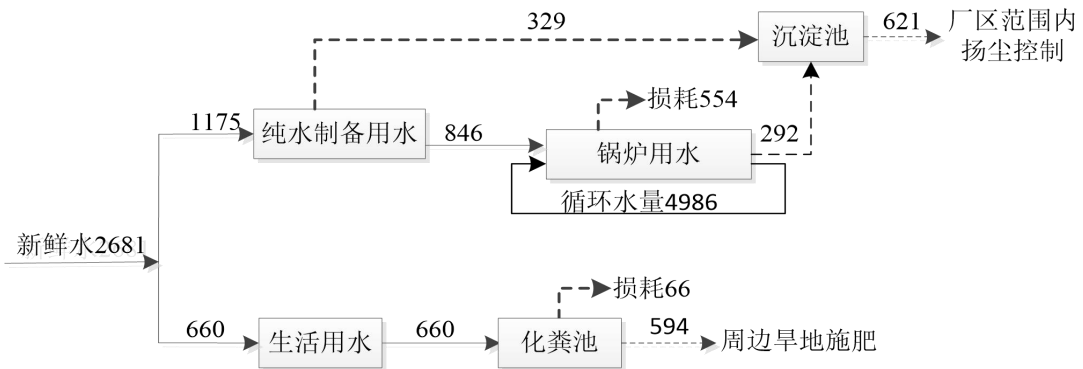 329
沉淀池
621
厂区范围内
扬尘控制
1175
纯水制备用水
846
损耗554
锅炉用水
292
循环水量4986
新鲜水2681
660
生活用水
660
化粪池
损耗66
594
周边旱地施肥